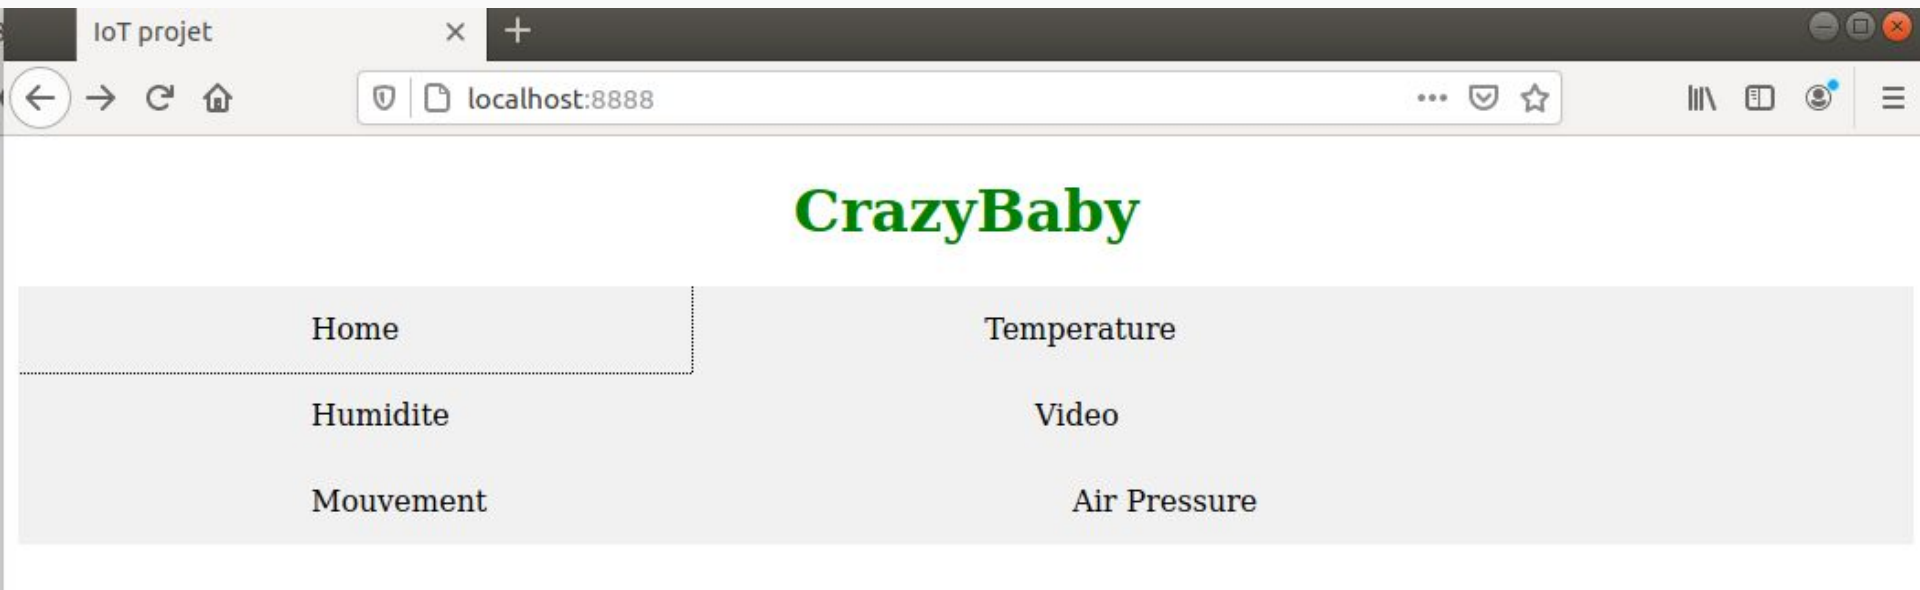 IoT projet
localhost:8888
CrazyBaby
Home Temperature
Humidite Video
Mouvement Air Pressure